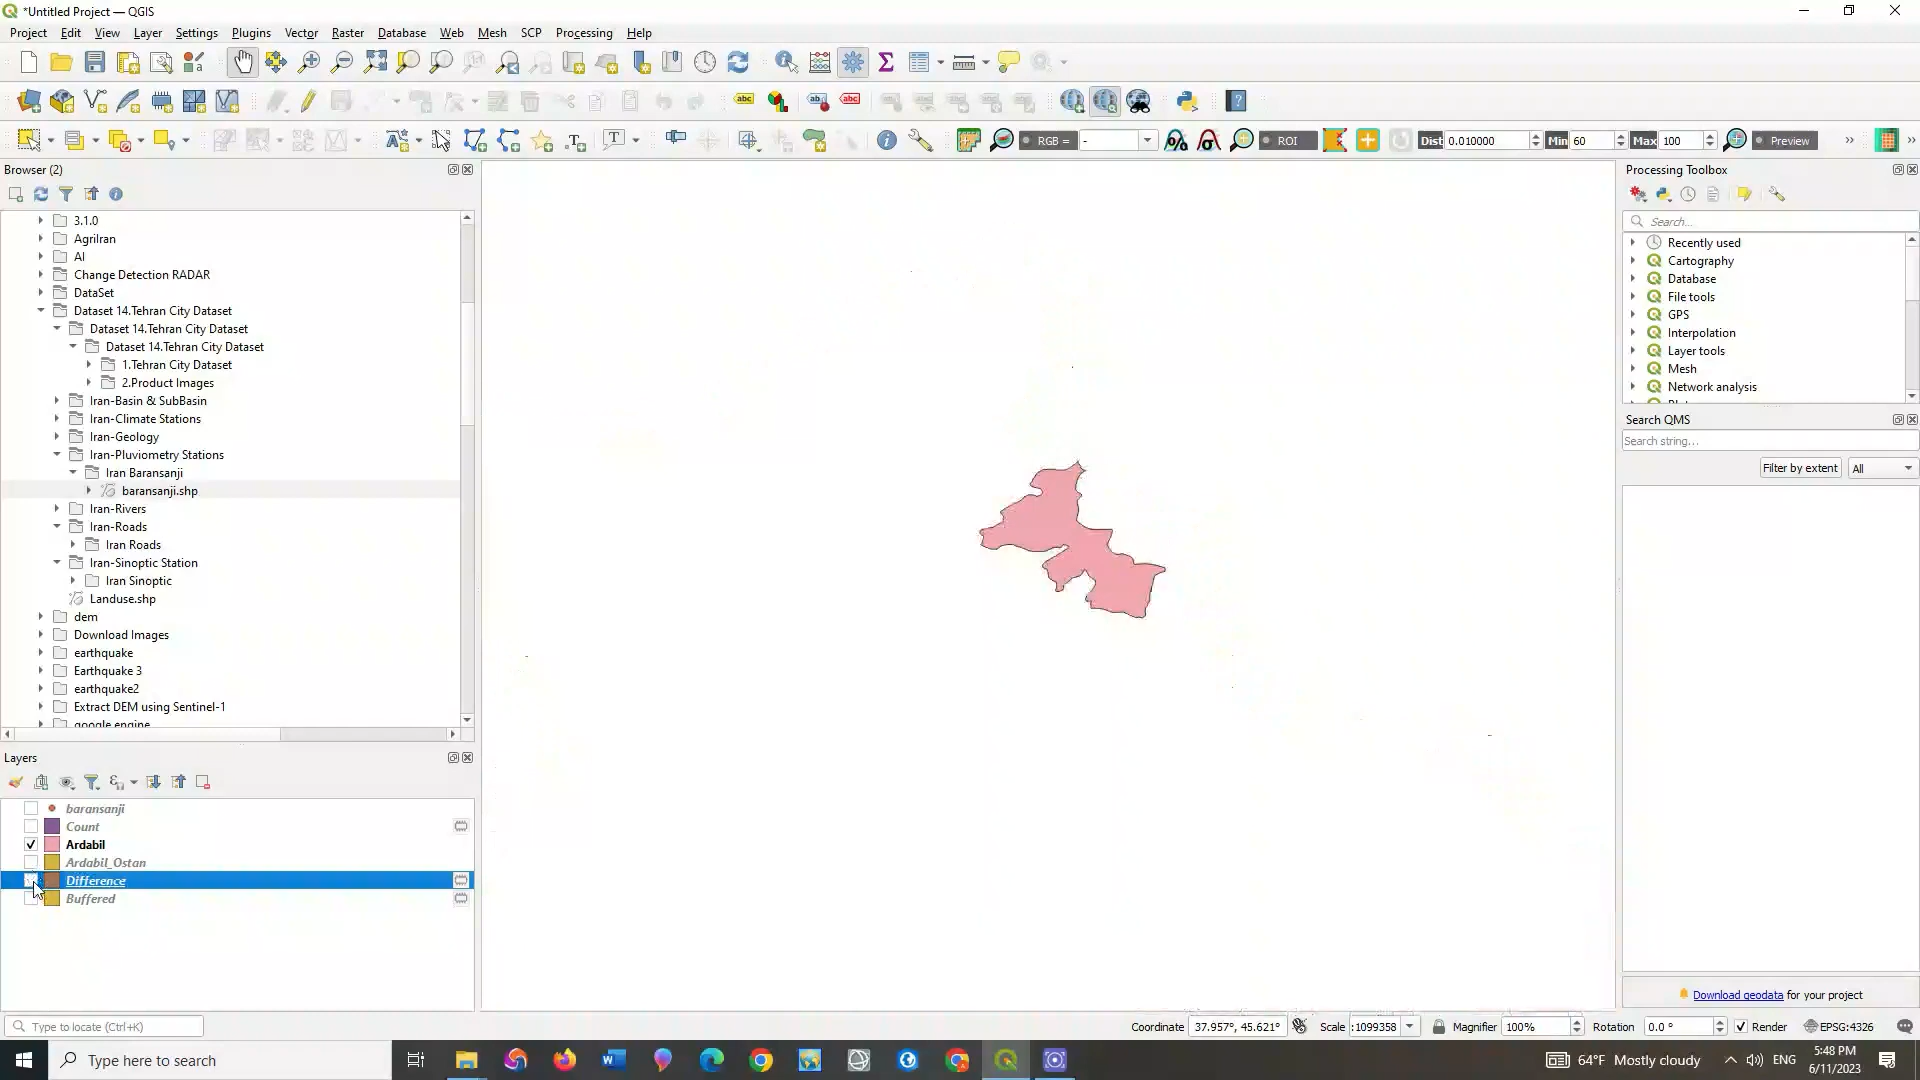 *Untitled Project — QGIS
Project Edit View Layer Settings Plugins Vector Raster Database Web Mesh SCP Processing Help
abc abc abc
RGB = - ROI Dist 0.010000 Min 60 Max 100 Preview
Browser (2)
3.1.0
AgriIran
AI
Change Detection RADAR
DataSet
Dataset 14.Tehran City Dataset
Dataset 14.Tehran City Dataset
Dataset 14.Tehran City Dataset
1.Tehran City Dataset
2.Product Images
Iran-Basin & SubBasin
Iran-Climate Stations
Iran-Geology
Iran-Pluviometry Stations
Iran Baransanji
baransanji.shp
Iran-Rivers
Iran-Roads
Iran Roads
Iran-Sinoptic Station
Iran Sinoptic
Landuse.shp
dem
Download Images
earthquake
Earthquake 3
earthquake2
Extract DEM using Sentinel-1
google engine
Layers
baransanji
Count
Ardabil
Ardabil_Ostan
Difference
Buffered
Processing Toolbox
Search...
Recently used
Cartography
Database
File tools
GPS
Interpolation
Layer tools
Mesh
Network analysis
Search QMS
Search string...
Filter by extent All
Download geodata for your project
Type to locate (Ctrl+K)
Coordinate 37.957°, 45.621° Scale :1099358 Magnifier 100% Rotation 0.0 ° Render EPSG:4326
Type here to search
64°F Mostly cloudy ENG
5:48 PM
6/11/2023